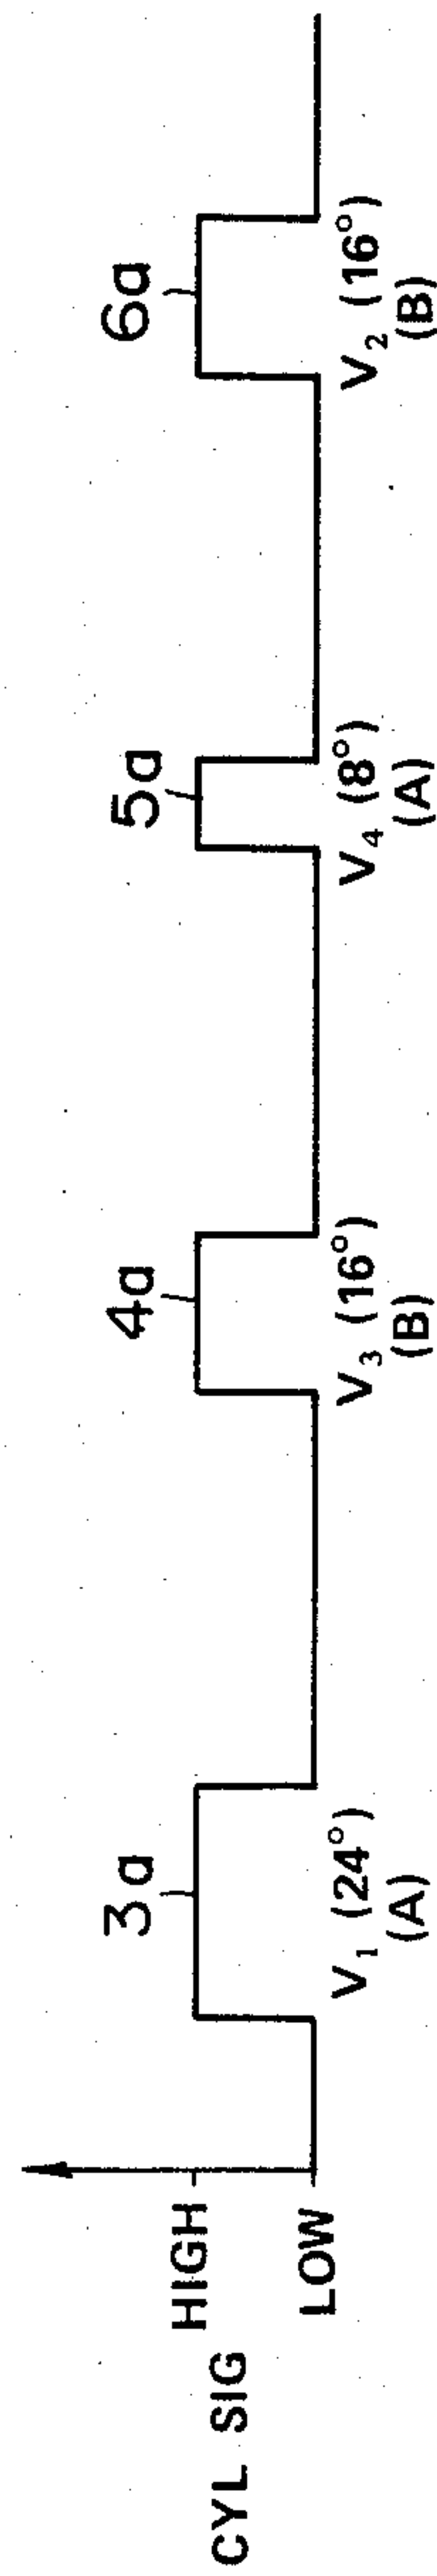 3a
4a
5a
6a
HIGH
CYL SIG
LOW
V₁ (24°)
(A)
V₃ (16°)
(B)
V₄ (8°)
(A)
V₂ (16°)
(B)